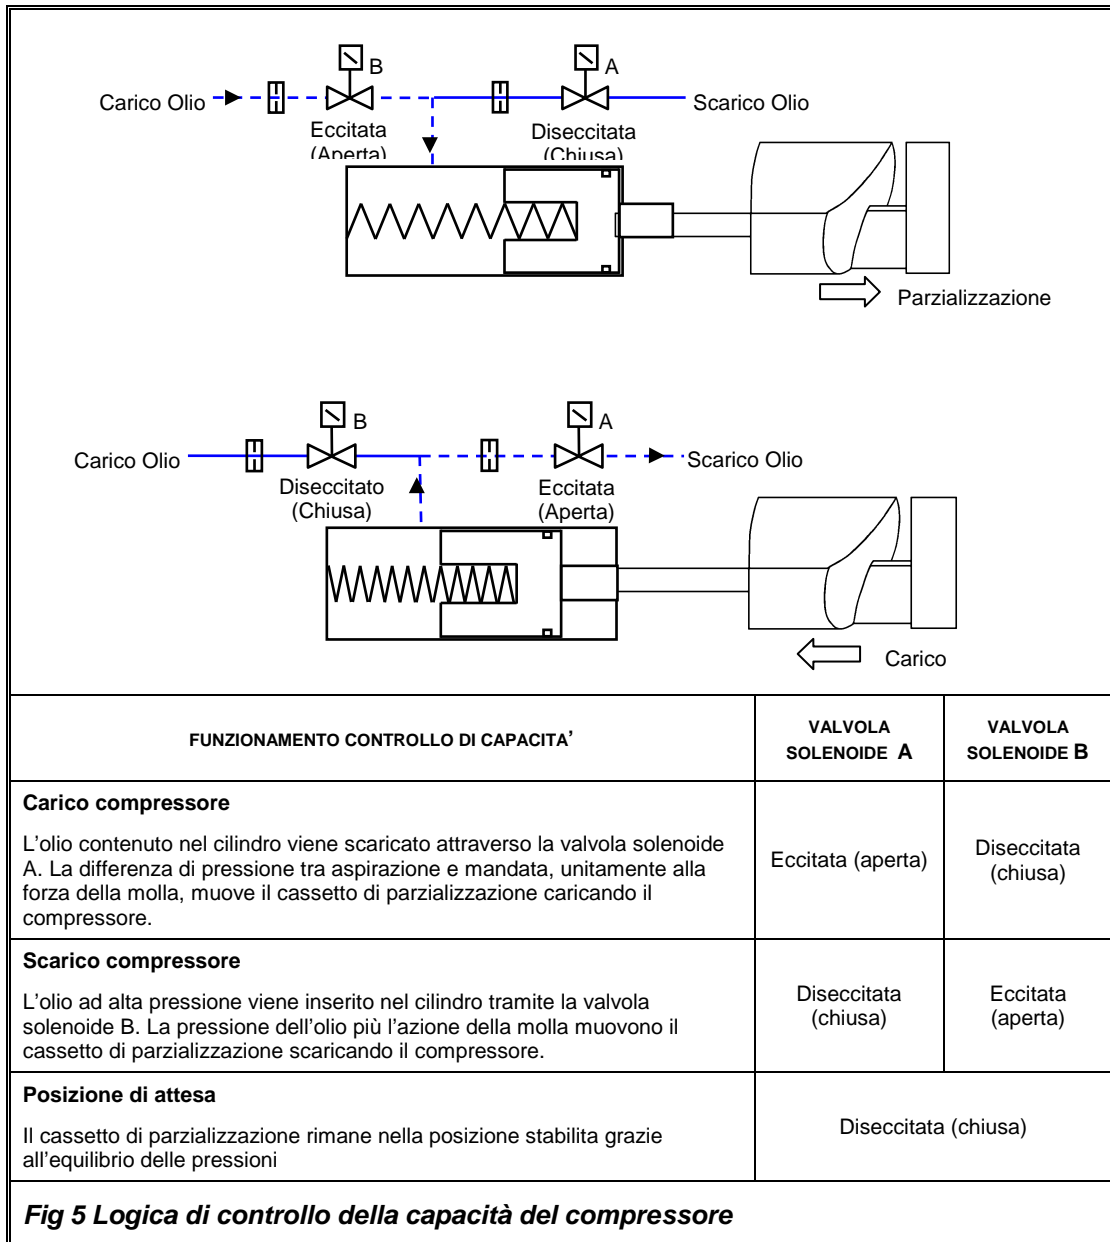 B
A
Carico Olio
Scarico Olio
Eccitata
(Aperta)
Diseccitata
(Chiusa)
Parzializzazione
B
A
Carico Olio
Scarico Olio
Diseccitato
(Chiusa)
Eccitata
(Aperta)
Carico
FUNZIONAMENTO CONTROLLO DI CAPACITA'
VALVOLA
SOLENOIDE A
VALVOLA
SOLENOIDE B
Carico compressore
L'olio contenuto nel cilindro viene scaricato attraverso la valvola solenoide
A. La differenza di pressione tra aspirazione e mandata, unitamente alla
forza della molla, muove il cassetto di parzializzazione caricando il
compressore.
Eccitata (aperta)
Diseccitata
(chiusa)
Scarico compressore
L'olio ad alta pressione viene inserito nel cilindro tramite la valvola
solenoide B. La pressione dell'olio più l'azione della molla muovono il
cassetto di parzializzazione scaricando il compressore.
Diseccitata
(chiusa)
Eccitata
(aperta)
Posizione di attesa
Il cassetto di parzializzazione rimane nella posizione stabilita grazie
all'equilibrio delle pressioni
Diseccitata (chiusa)
Fig 5 Logica di controllo della capacità del compressore